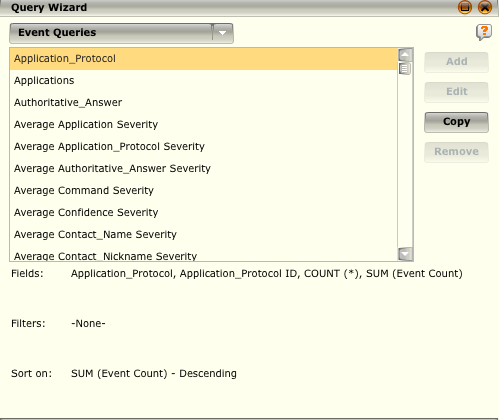 Query Wizard
Event Queries
Application_Protocol
Applications
Authoritative_Answer
Average Application Severity
Average Application_Protocol Severity
Average Authoritative_Answer Severity
Average Command Severity
Average Confidence Severity
Average Contact_Name Severity
Average Contact_Nickname Severity
Add
Edit
Copy
Remove
Fields: Application_Protocol, Application_Protocol ID, COUNT (*), SUM (Event Count)
Filters: -None-
Sort on: SUM (Event Count) - Descending